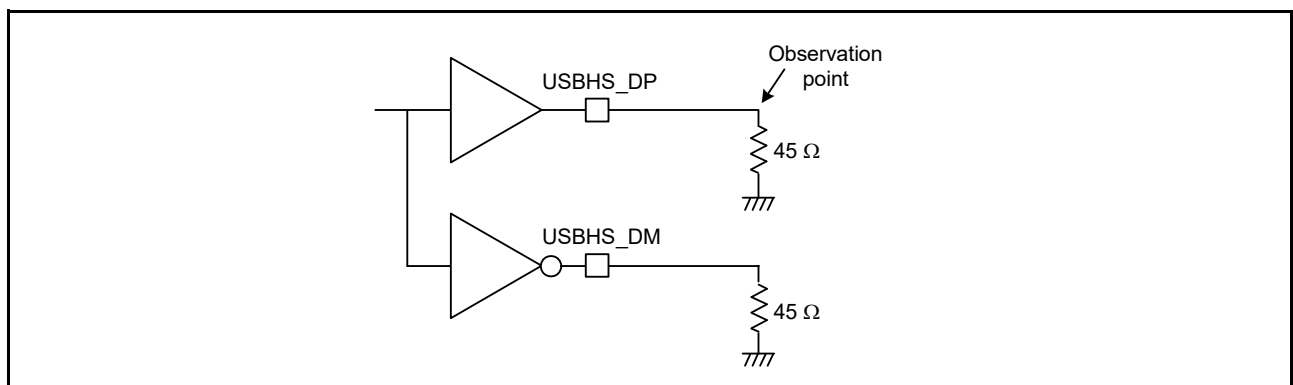 Observation
point
USBHS_DP
45 Ω
USBHS_DM
45 Ω